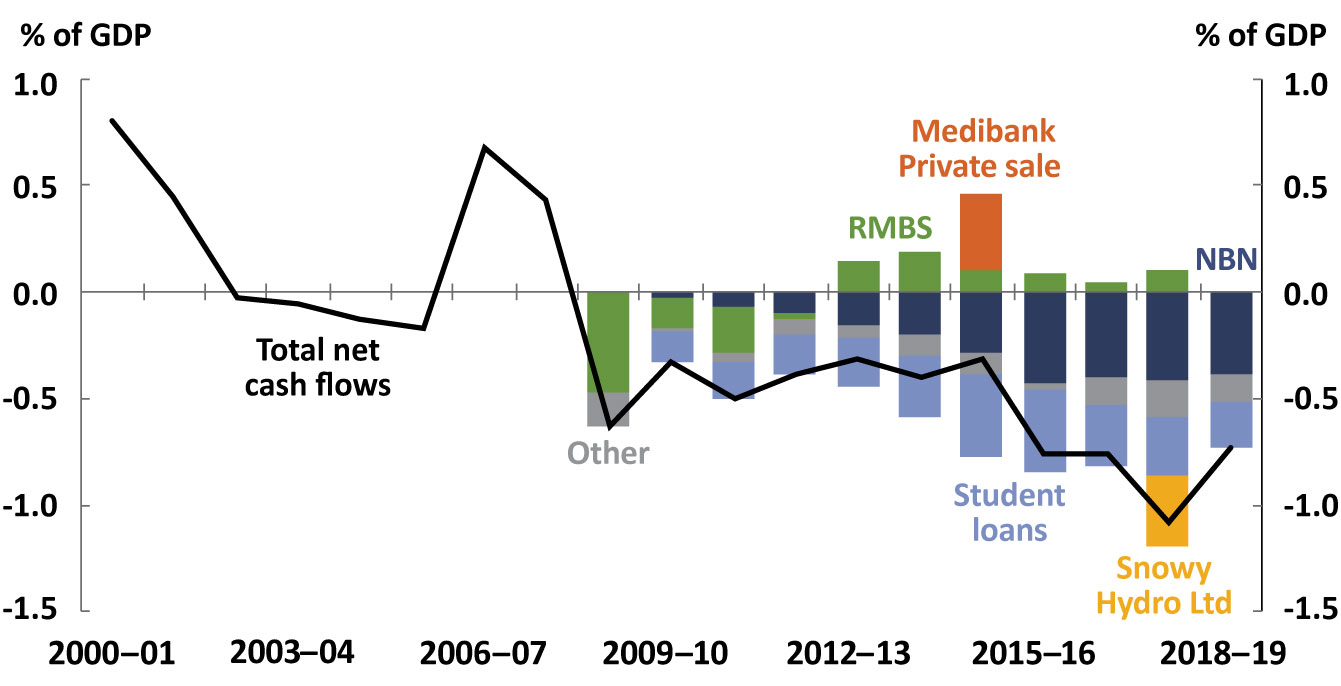 % of GDP
% of GDP
1.0
1.0
Medibank
Private sale
0.5
0.5
RMBS
NBN
0.0
0.0
Total net
cash flows
-0.5
-0.5
Other
Student
loans
-1.0
-1.0
Snowy
Hydro Ltd
-1.5
-1.5
2000–01
2003–04
2006–07
2009–10
2012–13
2015–16
2018–19